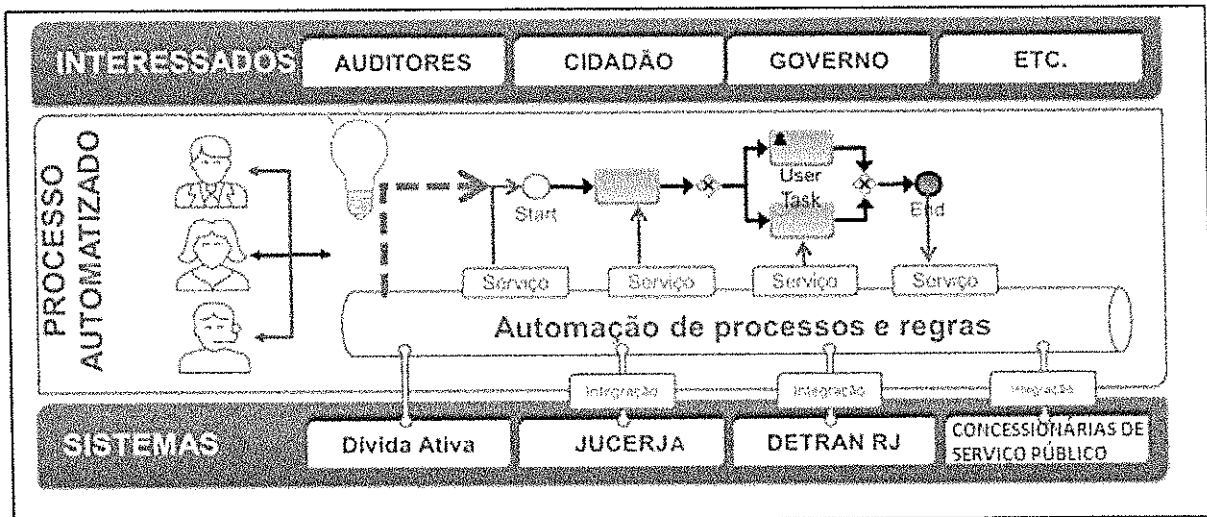 INTERESSADOS
AUDITORES
CIDADÃO
GOVERNO
ETC.
PROCESSO
AUTOMATIZADO
Start
User
Task
End
Serviço
Serviço
Serviço
Serviço
Automação de processos e regras
Integração
Integração
Integração
SISTEMAS
Dívida Ativa
JUCERJA
DETRAN RJ
CONCESSIONÁRIAS DE
SERVIÇO PÚBLICO